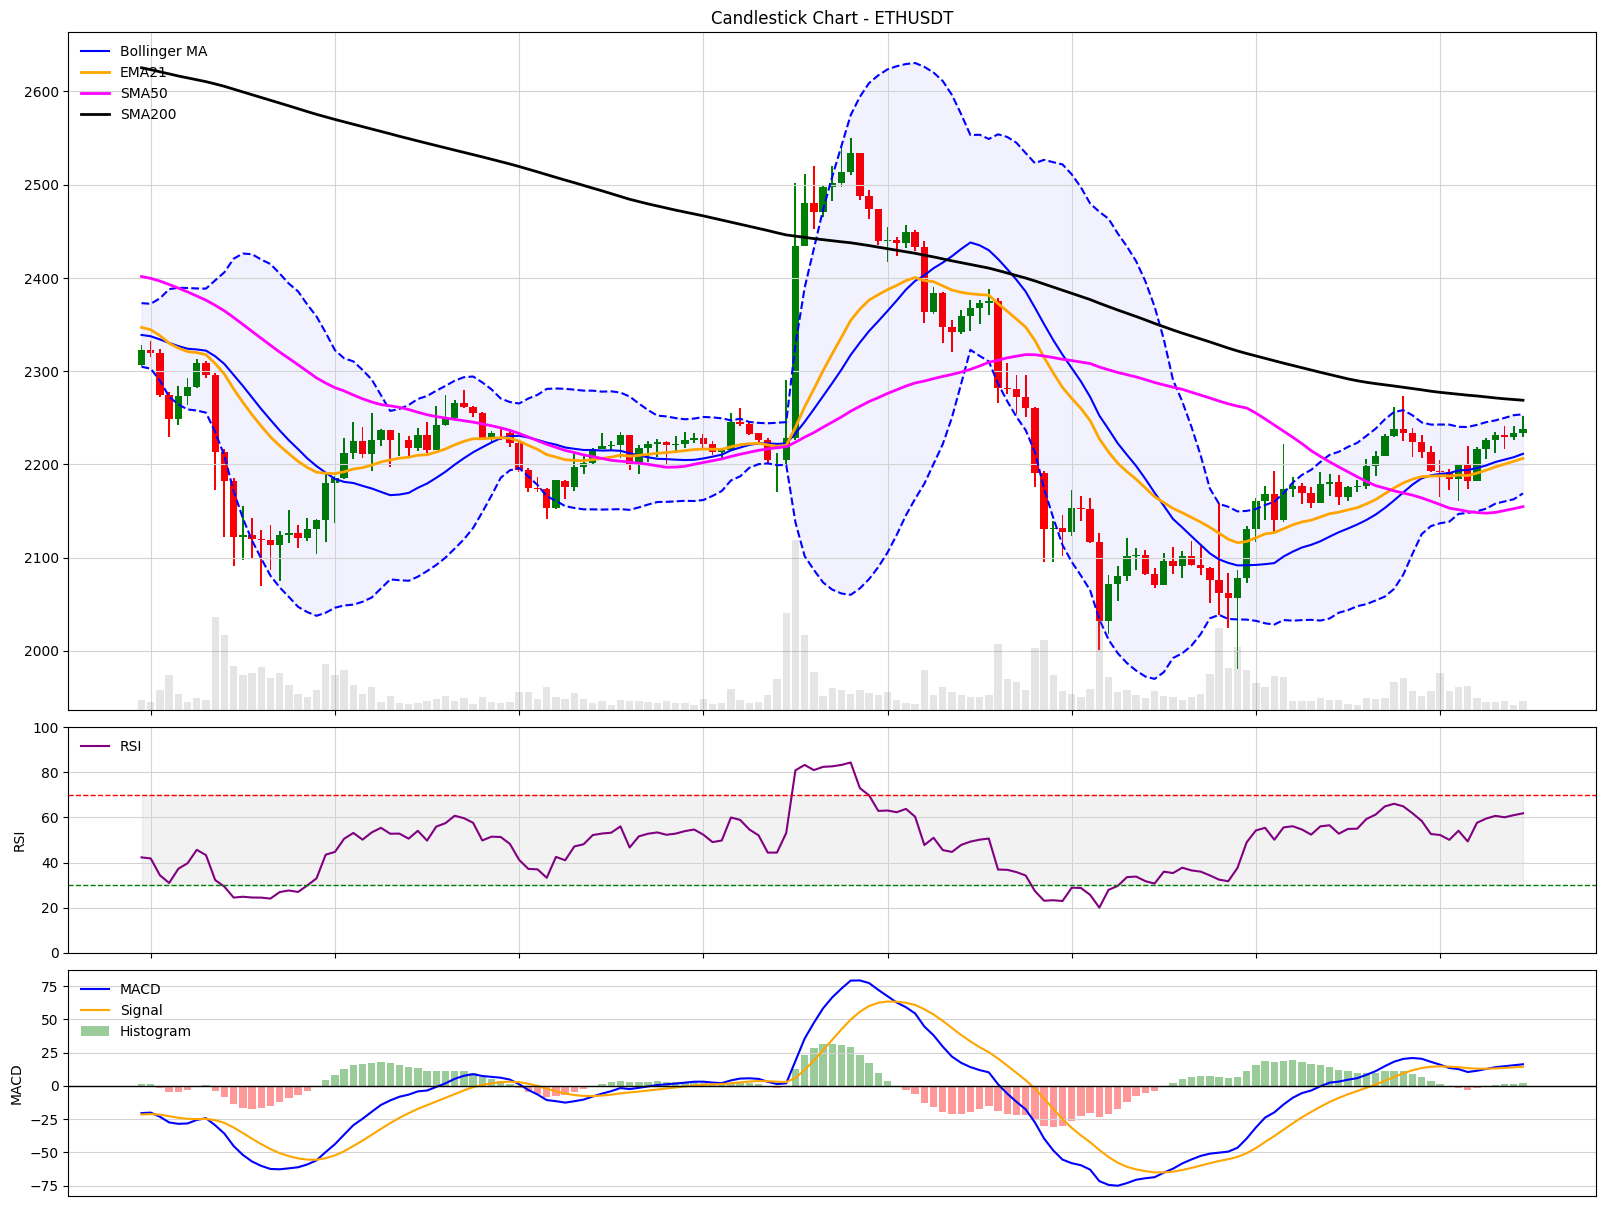 Candlestick Chart - ETHUSDT
Bollinger MA
EMA21
SMA50
SMA200
2600
2500
2400
2300
2200
2100
2000
RSI
100
80
60
40
20
0
RSI
MACD
Signal
Histogram
75
50
25
0
−25
−50
−75
MACD